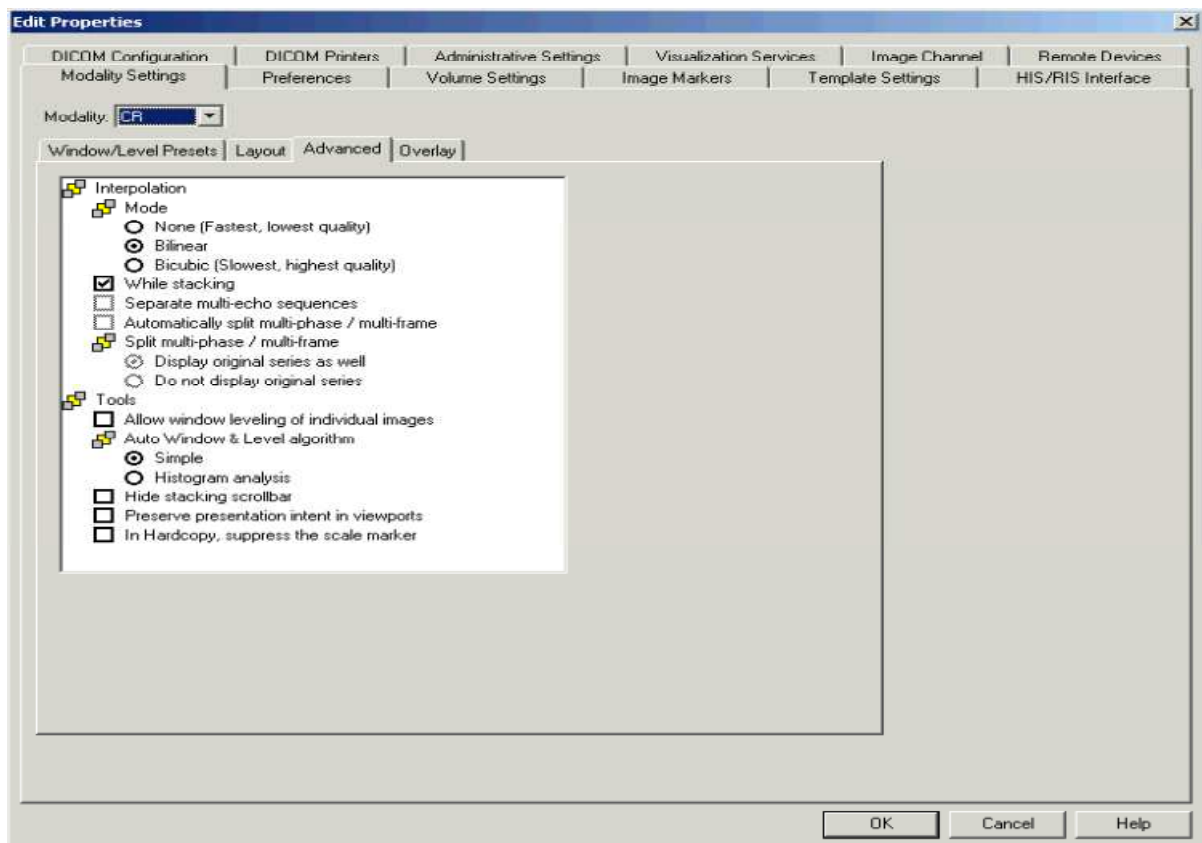 Edit Properties
DICOM Configuration DICOM Printers Administrative Settings Visualization Services Image Channel Remote Devices
Modality Settings Preferences Volume Settings Image Markers Template Settings HIS/RIS Interface
Modality: CR
Window/Level Presets Layout Advanced Overlay
Interpolation
Mode
None (Fastest, lowest quality)
Bilinear
Bicubic (Slowest, highest quality)
While stacking
Separate multi-echo sequences
Automatically split multi-phase / multi-frame
Split multi-phase / multi-frame
Display original series as well
Do not display original series
Tools
Allow window leveling of individual images
Auto Window & Level algorithm
Simple
Histogram analysis
Hide stacking scrollbar
Preserve presentation intent in viewports
In Hardcopy, suppress the scale marker
OK Cancel Help